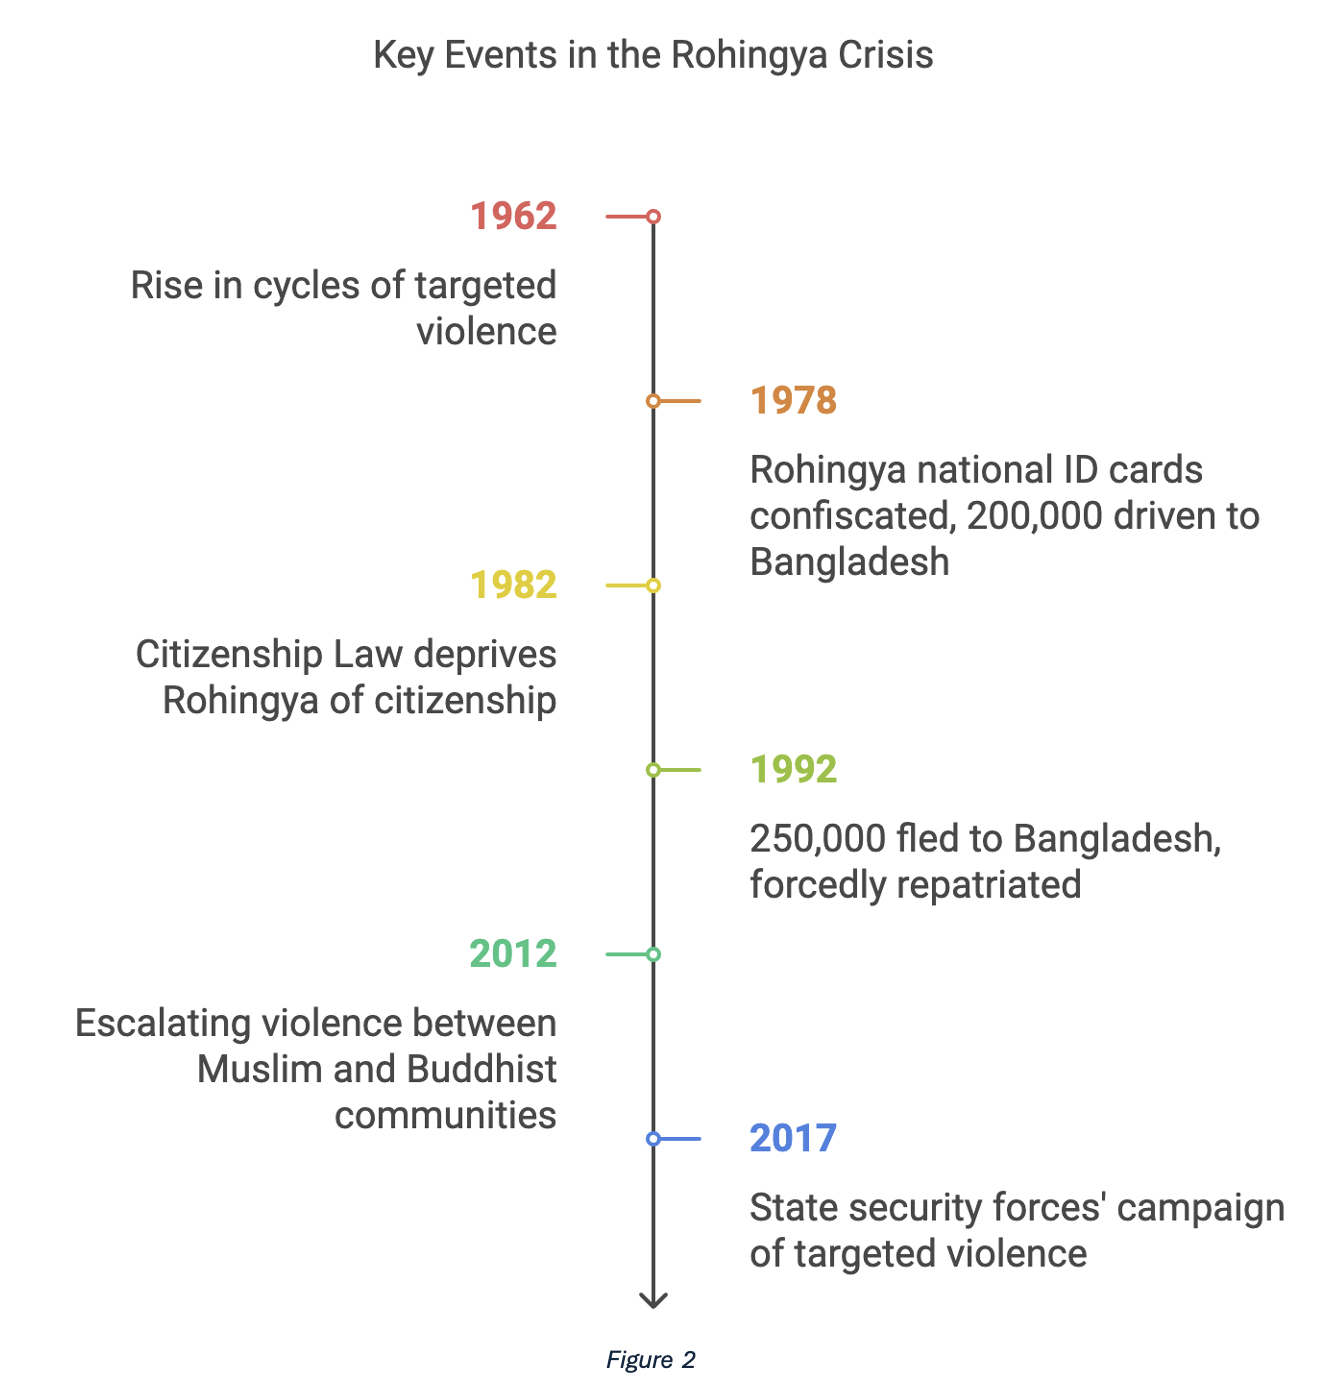 Key Events in the Rohingya Crisis
1962
Rise in cycles of targeted
violence
1978
Rohingya national ID cards
confiscated, 200,000 driven to
Bangladesh
1982
Citizenship Law deprives
Rohingya of citizenship
1992
250,000 fled to Bangladesh,
forcedly repatriated
2012
Escalating violence between
Muslim and Buddhist
communities
2017
State security forces' campaign
of targeted violence
Figure 2